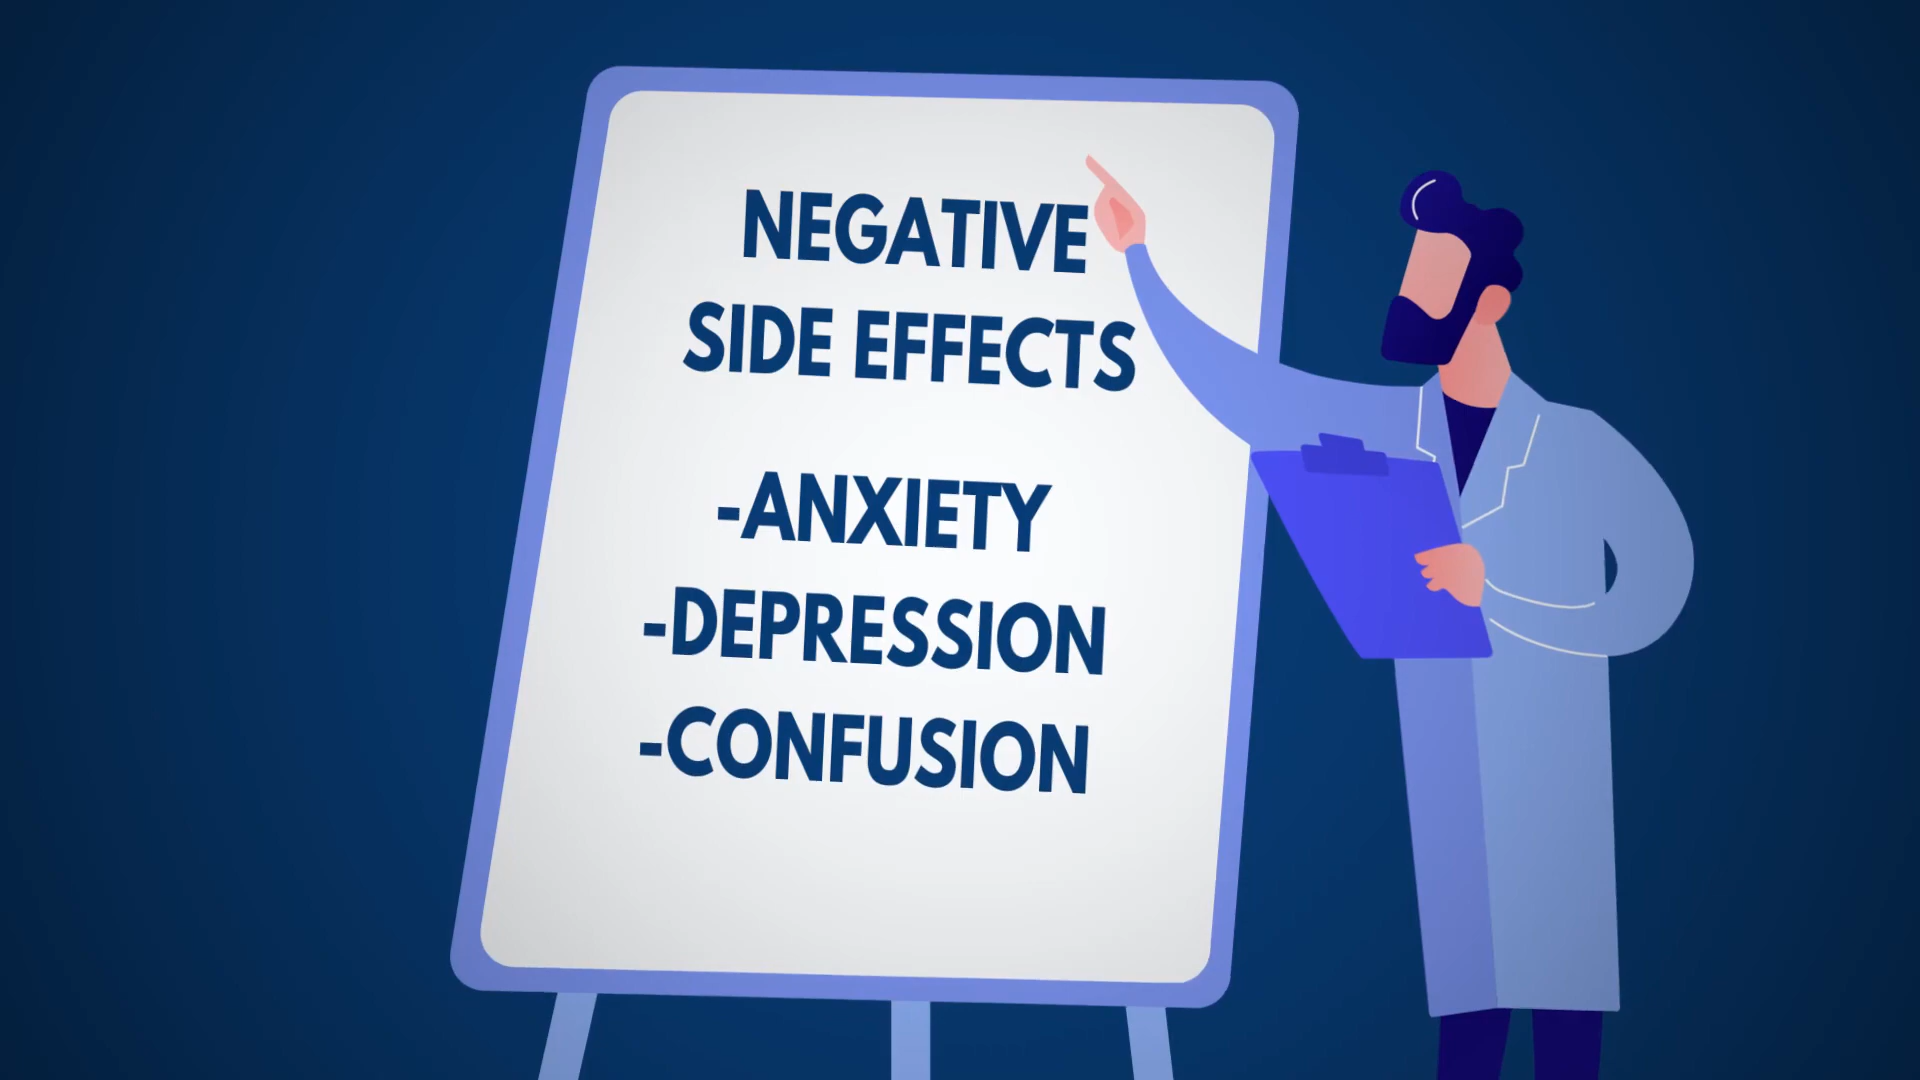 NEGATIVE
SIDE EFFECTS
-ANXIETY
-DEPRESSION
-CONFUSION